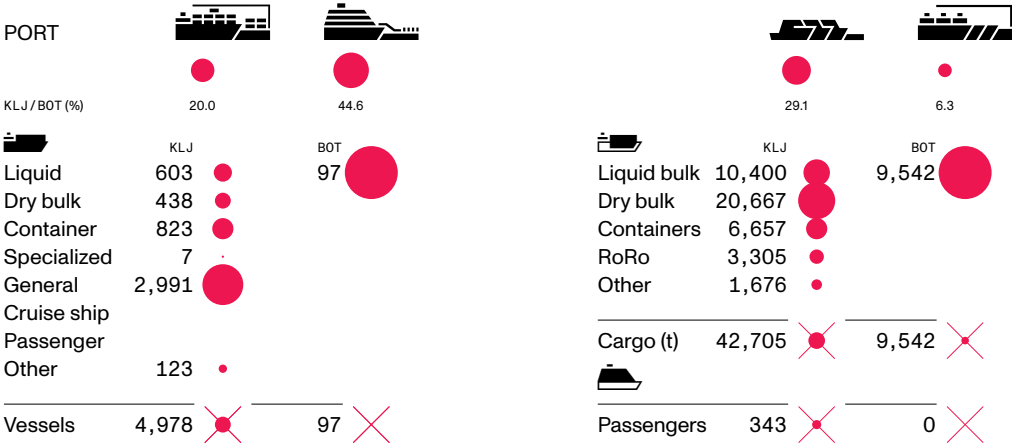 PORT
KLJ/BOT (%) 20.0 44.6 29.1 6.3
KLJ BOT
Liquid 603 97
Dry bulk 438
Container 823
Specialized 7
General 2,991
Cruise ship
Passenger
Other 123
Vessels 4,978 97
KLJ BOT
Liquid bulk 10,400 9,542
Dry bulk 20,667
Containers 6,657
RoRo 3,305
Other 1,676
Cargo (t) 42,705 9,542
Passengers 343 0